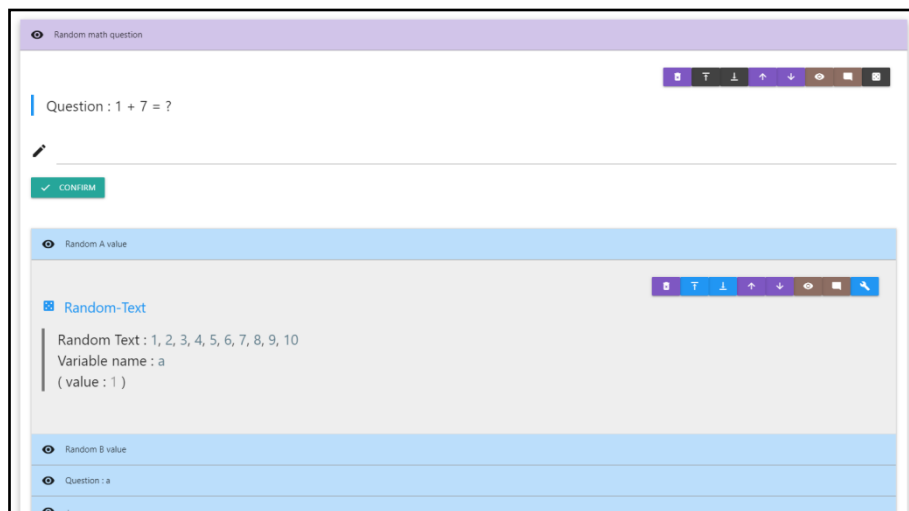 Random math question
Question : 1 + 7 = ?
CONFIRM
Random A value
Random-Text
Random Text : 1, 2, 3, 4, 5, 6, 7, 8, 9, 10
Variable name : a
( value : 1 )
Random B value
Question : a